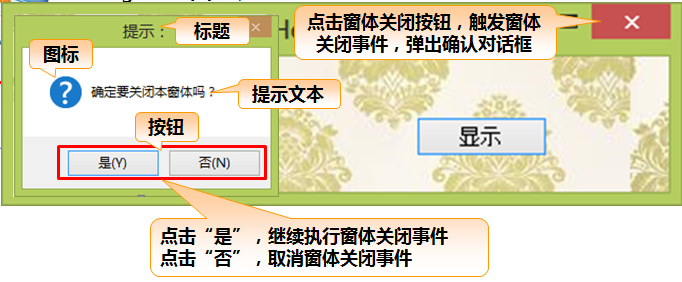 提示：
标题
点击窗体关闭按钮，触发窗体
关闭事件，弹出确认对话框
图标
确定要关闭本窗体吗？
提示文本
按钮
是(Y)
否(N)
显示
点击“是”，继续执行窗体关闭事件
点击“否”，取消窗体关闭事件